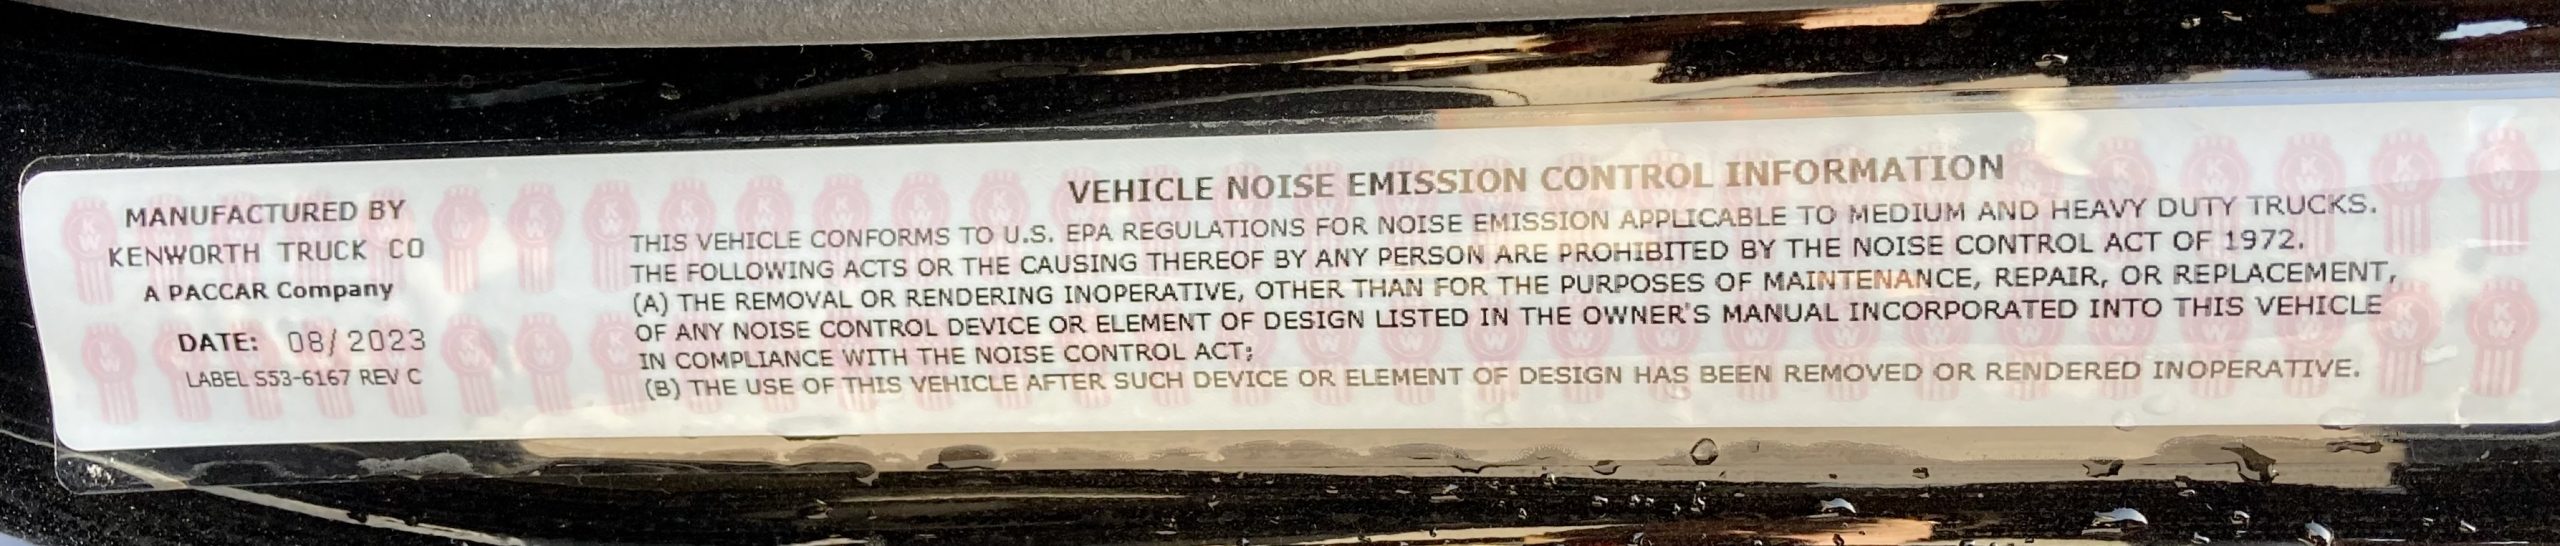 MANUFACTURED BY
KENWORTH TRUCK CO
A PACCAR Company
DATE: 08/ 2023
LABEL S53-6167 REV C
VEHICLE NOISE EMISSION CONTROL INFORMATION
THIS VEHICLE CONFORMS TO U.S. EPA REGULATIONS FOR NOISE EMISSION APPLICABLE TO MEDIUM AND HEAVY DUTY TRUCKS.
THE FOLLOWING ACTS OR THE CAUSING THEREOF BY ANY PERSON ARE PROHIBITED BY THE NOISE CONTROL ACT OF 1972.
(A) THE REMOVAL OR RENDERING INOPERATIVE, OTHER THAN FOR THE PURPOSES OF MAINTENANCE, REPAIR, OR REPLACEMENT,
OF ANY NOISE CONTROL DEVICE OR ELEMENT OF DESIGN LISTED IN THE OWNER'S MANUAL INCORPORATED INTO THIS VEHICLE
IN COMPLIANCE WITH THE NOISE CONTROL ACT;
(B) THE USE OF THIS VEHICLE AFTER SUCH DEVICE OR ELEMENT OF DESIGN HAS BEEN REMOVED OR RENDERED INOPERATIVE.